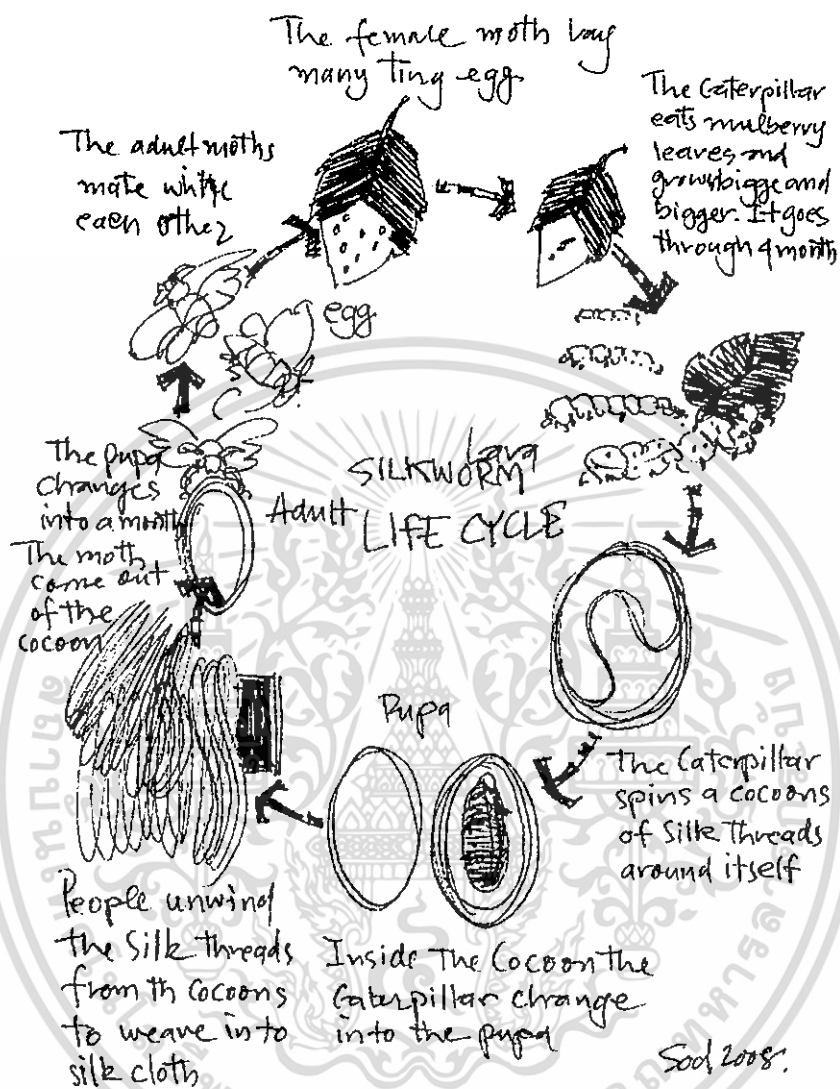 The female moth lay
many ting egg
The Caterpillar
eats mulberry
leaves and
grows bigge and
bigger. It goes
through 4 month
The adult moths
mate white
each other
egg
Lava
SILKWORM
LIFE CYCLE
The pupa
changes
into a month
The moth
come out
of the
cocoon
Adult
Pupa
The Caterpillar
spins a cocoons
of Silk Threads
around itself
People unwind
the Silk threads
from th cocoons
to weave into
silk cloth
Inside The Cocoon the
Caterpillar change
into the pupa
Sod, 2008.